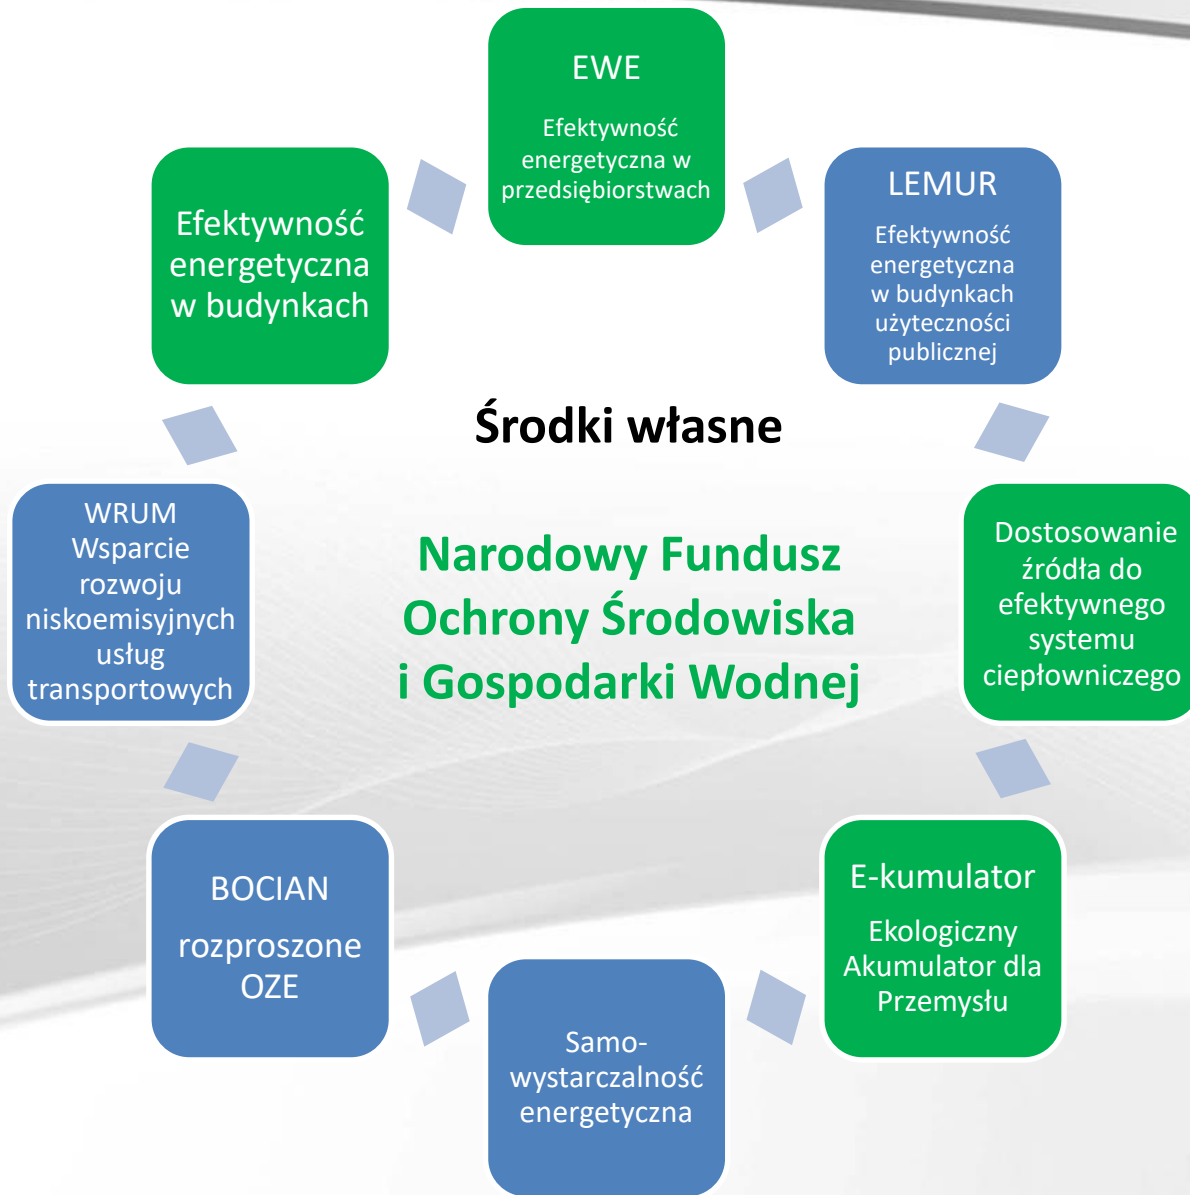 EWE
Efektywność
energetyczna w
przedsiębiorstwach
LEMUR
Efektywność
energetyczna
w budynkach
użyteczności
publicznej
Dostosowanie
źródła do
efektywnego
systemu
ciepłowniczego
E-kumulator
Ekologiczny
Akumulator dla
Przemysłu
Samo-
wystarczalność
energetyczna
BOCIAN
rozproszone
OZE
WRUM
Wsparcie
rozwoju
niskoemisyjnych
usług
transportowych
Efektywność
energetyczna
w budynkach
Środki własne
Narodowy Fundusz
Ochrony Środowiska
i Gospodarki Wodnej